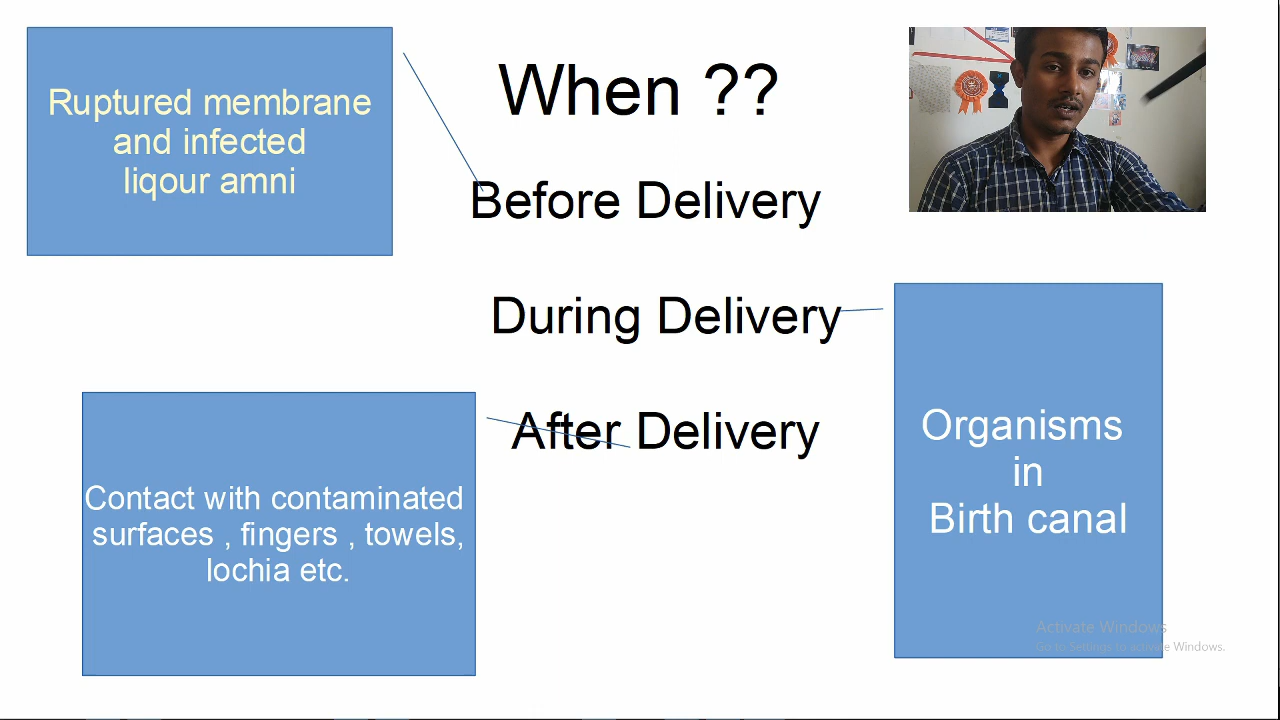 When ??
Ruptured membrane
and infected
liqour amni
Before Delivery
During Delivery
Organisms
in
Birth canal
After Delivery
Contact with contaminated
surfaces , fingers , towels,
lochia etc.
Activate Windows
Go to Settings to activate Windows.